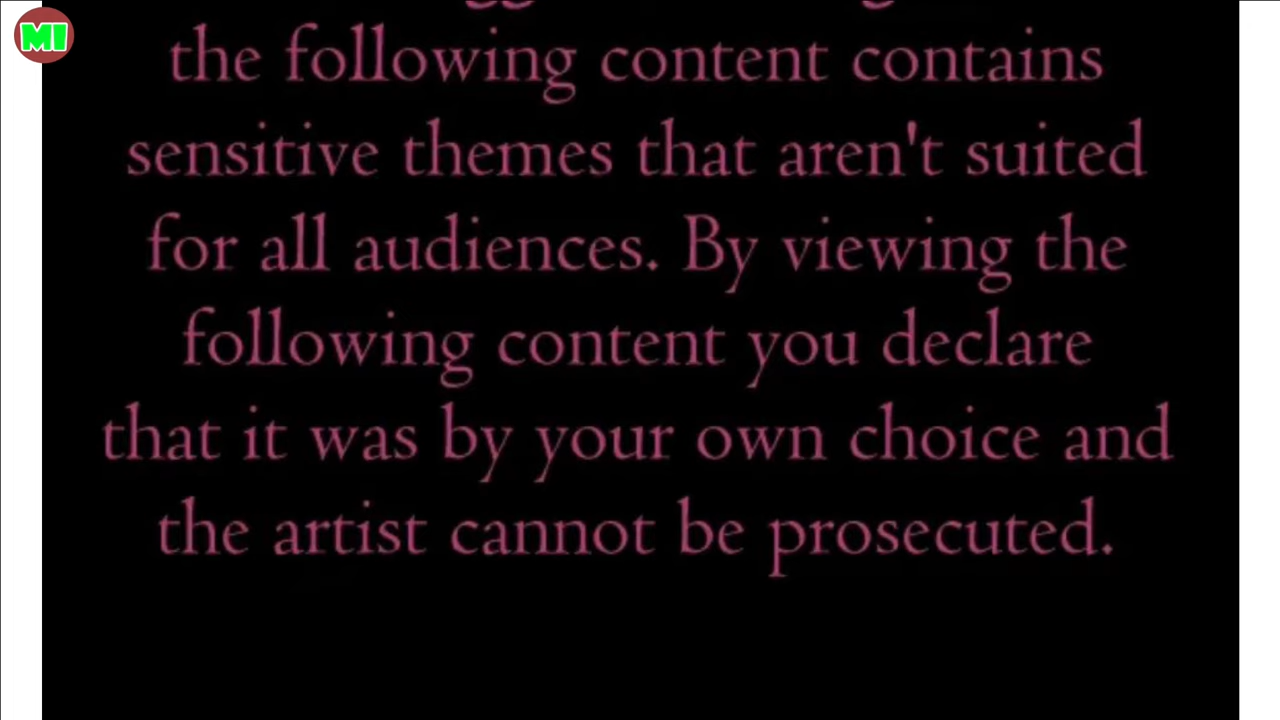 MI
the following content contains
sensitive themes that aren't suited
for all audiences. By viewing the
following content you declare
that it was by your own choice and
the artist cannot be prosecuted.